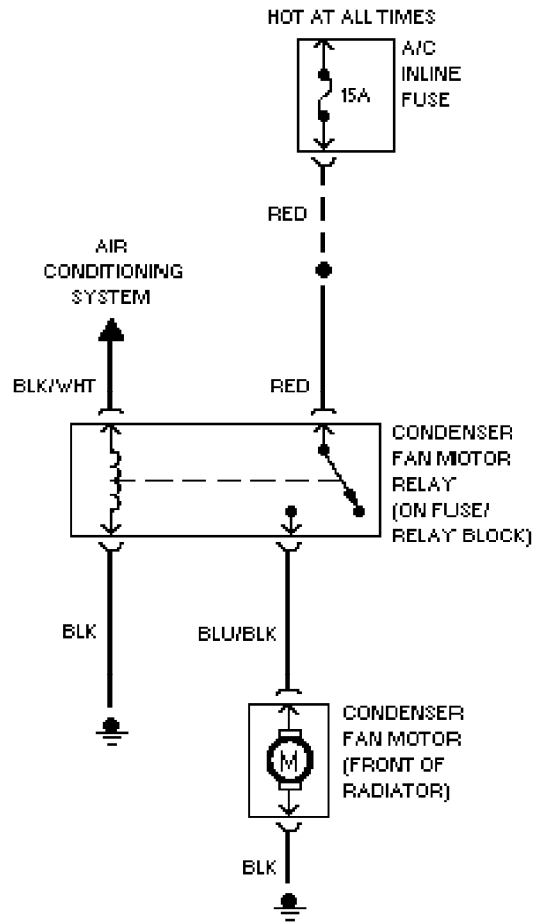 HOT AT ALL TIMES
A/C
INLINE
FUSE
15A
RED
AIR
CONDITIONING
SYSTEM
BLK/WHT
RED
CONDENSER
FAN MOTOR
RELAY
(ON FUSE/
RELAY BLOCK)
BLK
BLU/BLK
CONDENSER
FAN MOTOR
(FRONT OF
RADIATOR)
M
BLK